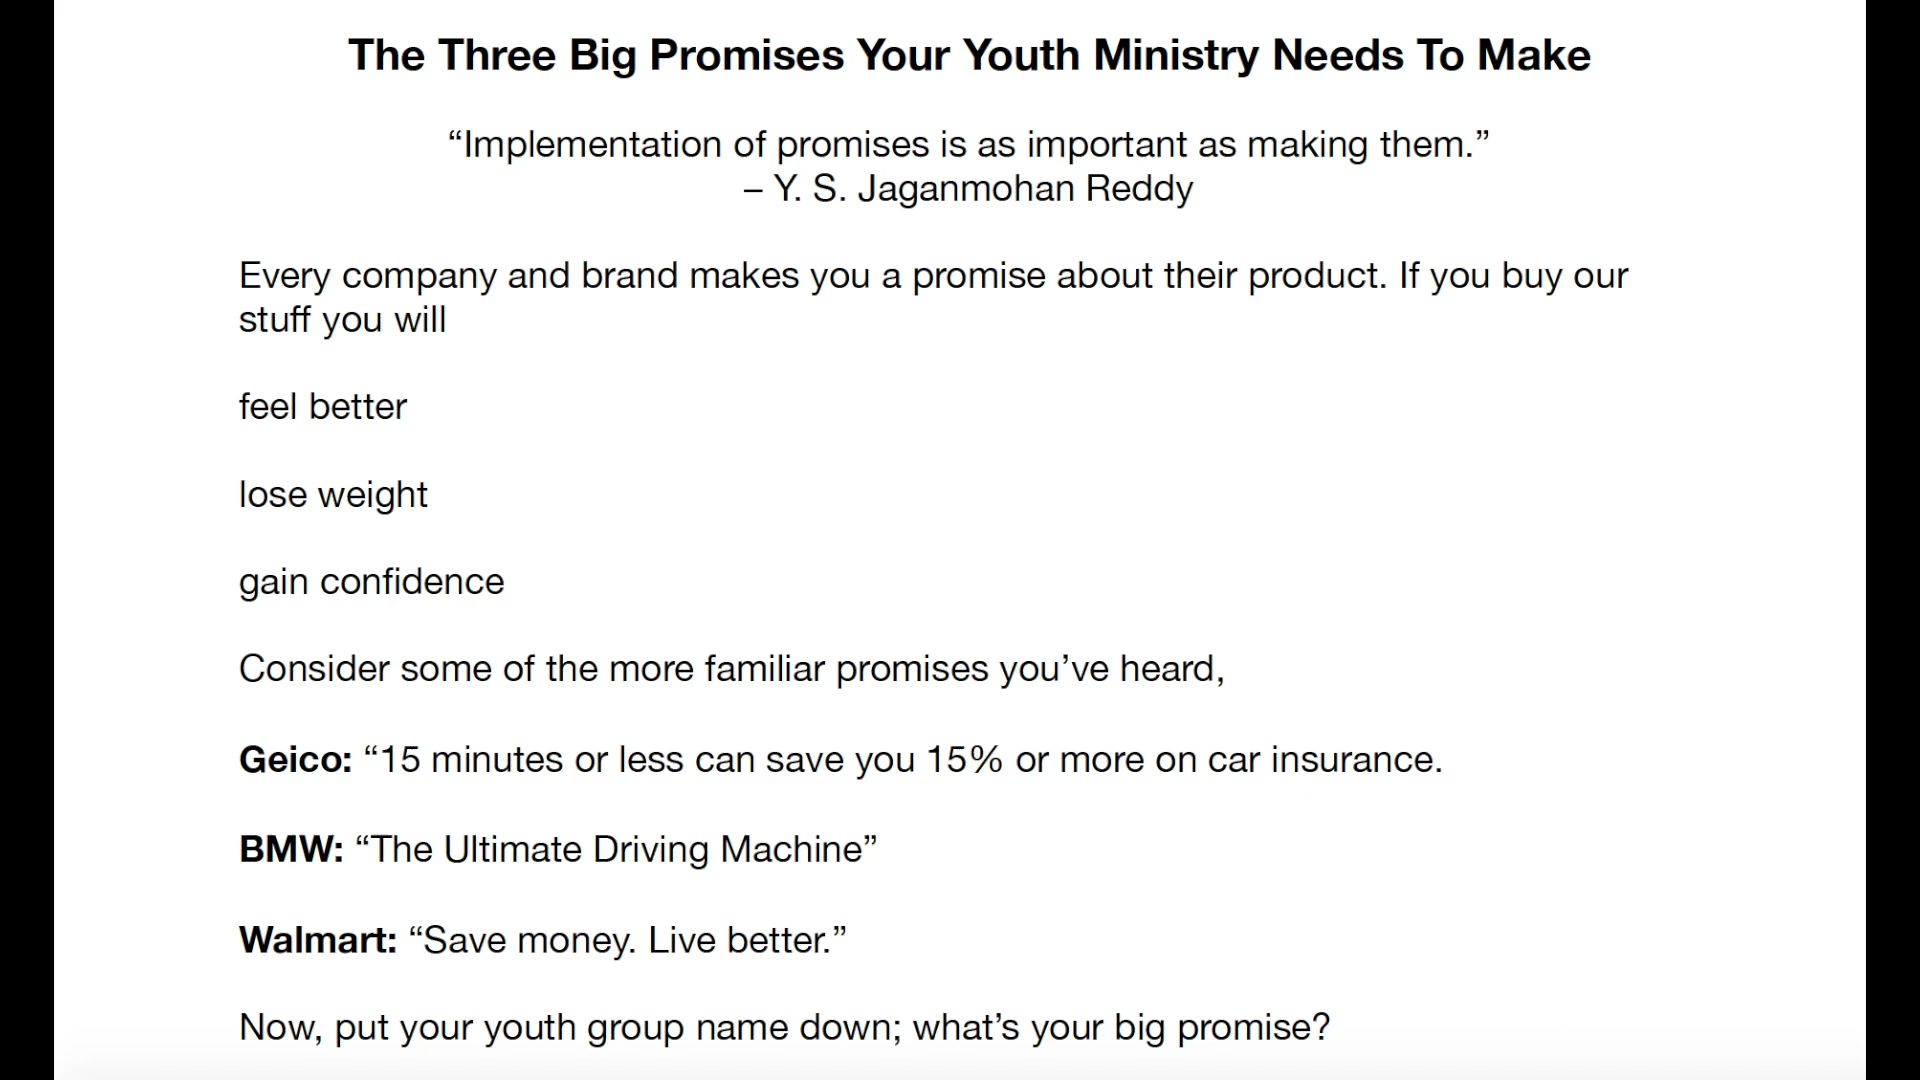 The Three Big Promises Your Youth Ministry Needs To Make
“Implementation of promises is as important as making them.”
– Y. S. Jaganmohan Reddy
Every company and brand makes you a promise about their product. If you buy our
stuff you will
feel better
lose weight
gain confidence
Consider some of the more familiar promises you’ve heard,
Geico: “15 minutes or less can save you 15% or more on car insurance.
BMW: “The Ultimate Driving Machine”
Walmart: “Save money. Live better.”
Now, put your youth group name down; what’s your big promise?